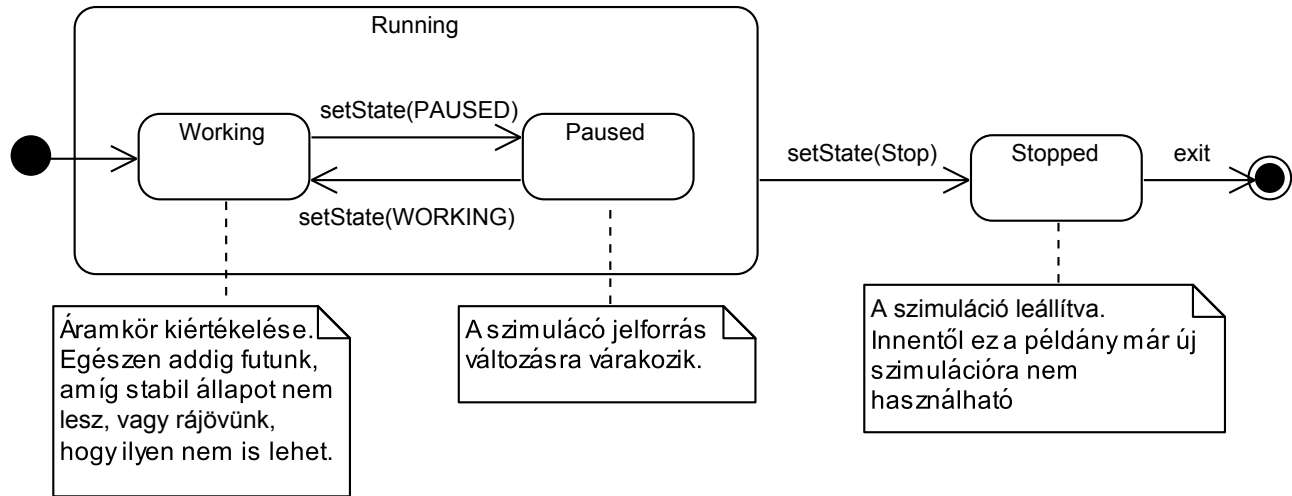 Running
setState(PAUSED)
Working
Paused
setState(WORKING)
setState(Stop)
Stopped
exit
Áramkör kiértékelése.
Egészen addig futunk,
amíg stabil állapot nem
lesz, vagy rájövünk,
hogy ilyen nem is lehet.
A szimulácó jelforrás
változásra várakozik.
A szimuláció leállítva.
Innentől ez a példány már új
szimulációra nem
használható